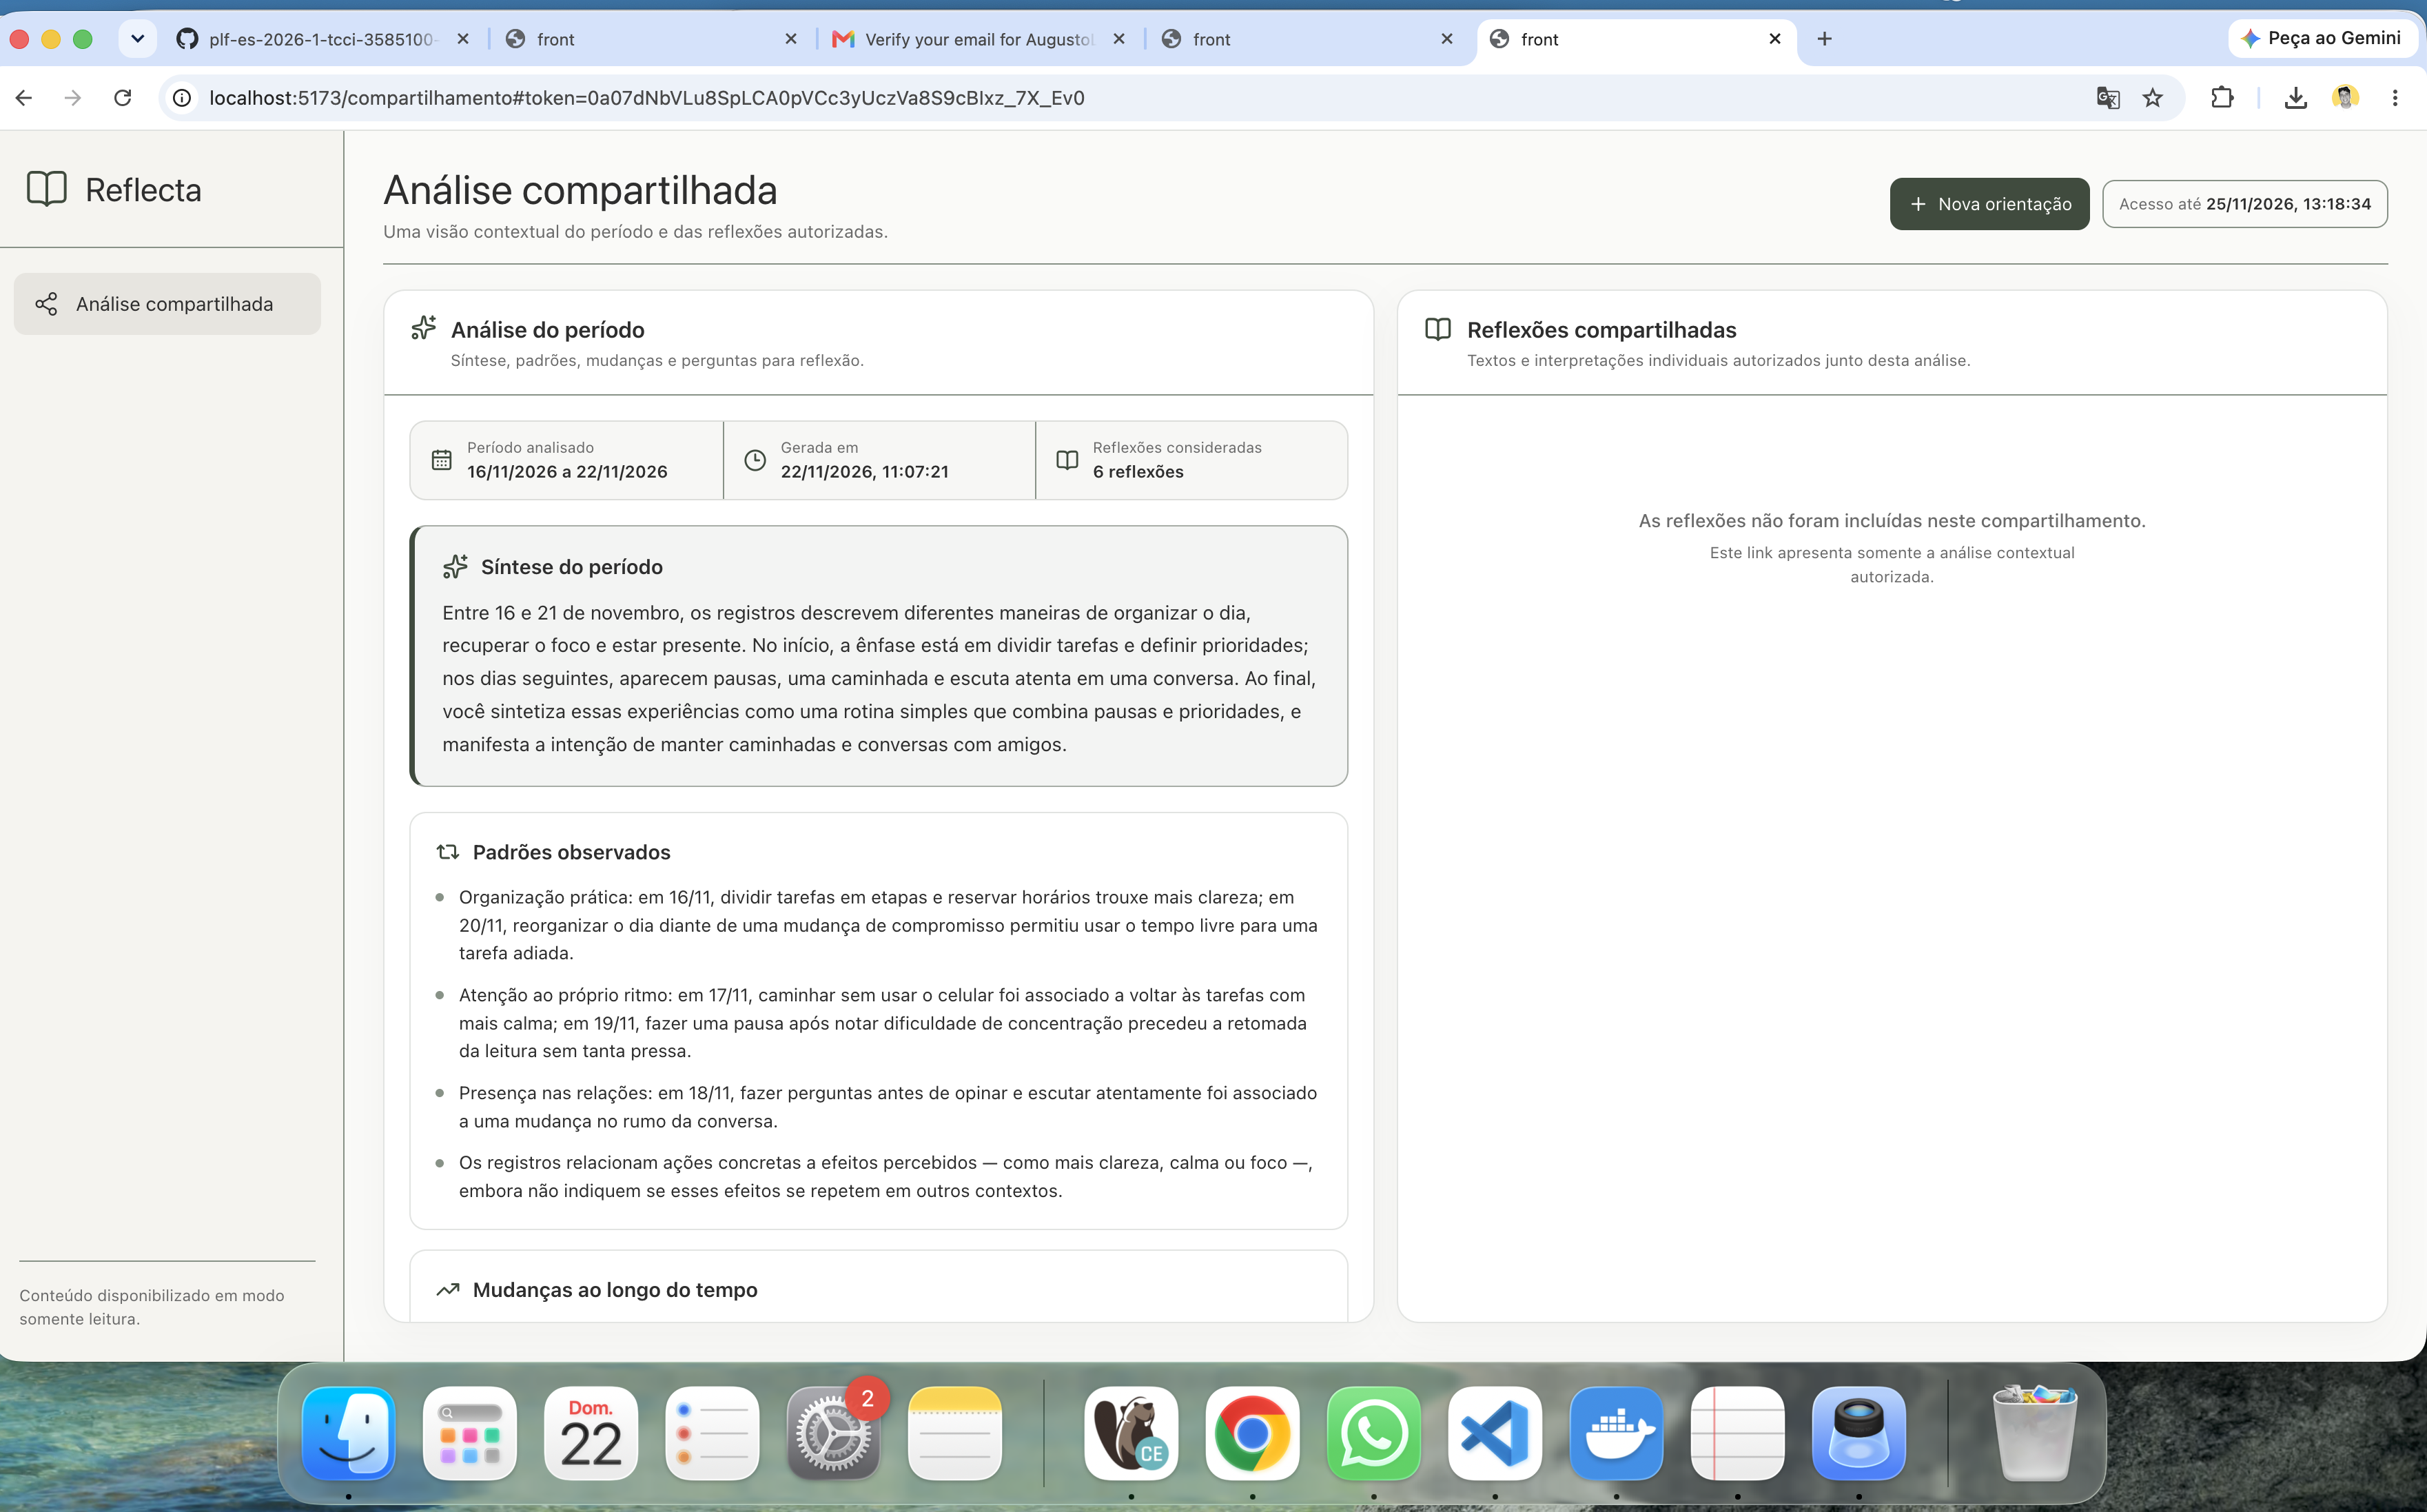 plf-es-2026-1-tcci-3585100-
front
Verify your email for Augustol
front
front
Peça ao Gemini
localhost:5173/compartilhamento#token=0a07dNbVLu8SpLCA0pVCc3yUczVa8S9cBIxz_7X_Ev0
Reflecta
Análise compartilhada
Conteúdo disponibilizado em modo
somente leitura.
Análise compartilhada
Uma visão contextual do período e das reflexões autorizadas.
+ Nova orientação
Acesso até 25/11/2026, 13:18:34
Análise do período
Síntese, padrões, mudanças e perguntas para reflexão.
Período analisado
16/11/2026 a 22/11/2026
Gerada em
22/11/2026, 11:07:21
Reflexões consideradas
6 reflexões
Síntese do período
Entre 16 e 21 de novembro, os registros descrevem diferentes maneiras de organizar o dia,
recuperar o foco e estar presente. No início, a ênfase está em dividir tarefas e definir prioridades;
nos dias seguintes, aparecem pausas, uma caminhada e escuta atenta em uma conversa. Ao final,
você sintetiza essas experiências como uma rotina simples que combina pausas e prioridades, e
manifesta a intenção de manter caminhadas e conversas com amigos.
Padrões observados
Organização prática: em 16/11, dividir tarefas em etapas e reservar horários trouxe mais clareza; em
20/11, reorganizar o dia diante de uma mudança de compromisso permitiu usar o tempo livre para uma
tarefa adiada.
Atenção ao próprio ritmo: em 17/11, caminhar sem usar o celular foi associado a voltar às tarefas com
mais calma; em 19/11, fazer uma pausa após notar dificuldade de concentração precedeu a retomada
da leitura sem tanta pressa.
Presença nas relações: em 18/11, fazer perguntas antes de opinar e escutar atentamente foi associado
a uma mudança no rumo da conversa.
Os registros relacionam ações concretas a efeitos percebidos — como mais clareza, calma ou foco —,
embora não indiquem se esses efeitos se repetem em outros contextos.
Mudanças ao longo do tempo
Reflexões compartilhadas
Textos e interpretações individuais autorizados junto desta análise.
As reflexões não foram incluídas neste compartilhamento.
Este link apresenta somente a análise contextual
autorizada.
Dom.
22
2
CE